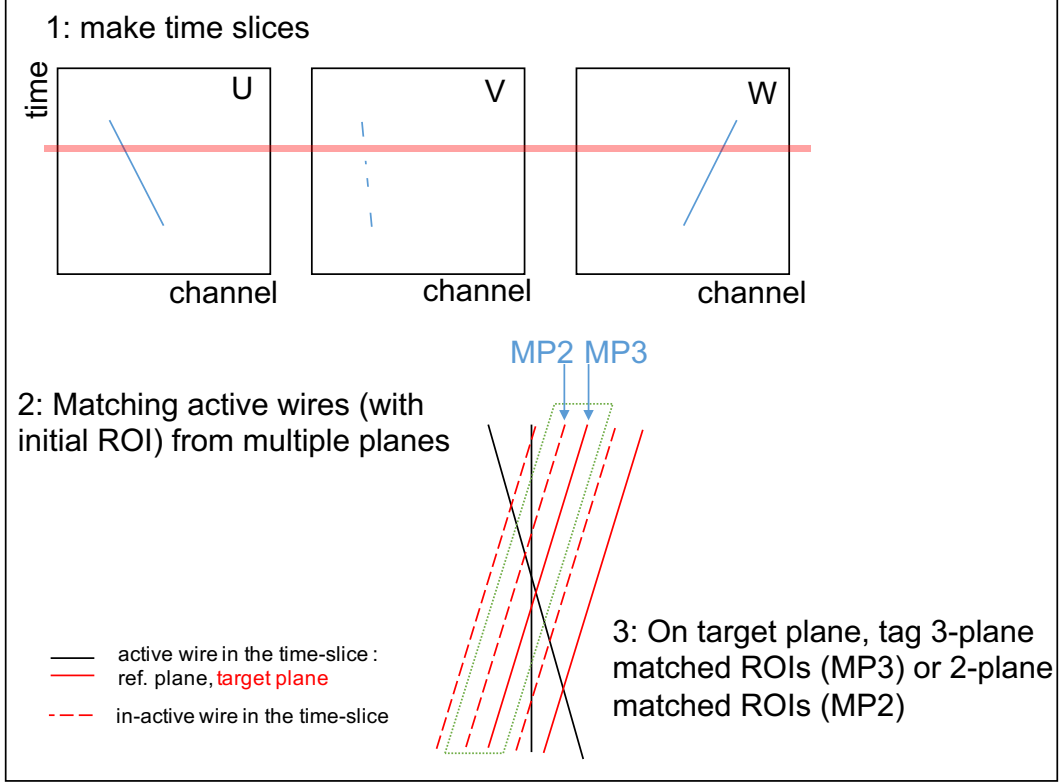 1: make time slices
time
U
V
W
channel
channel
channel
MP2 MP3
2: Matching active wires (with
initial ROI) from multiple planes
active wire in the time-slice :
ref. plane, target plane
in-active wire in the time-slice
3: On target plane, tag 3-plane
matched ROIs (MP3) or 2-plane
matched ROIs (MP2)